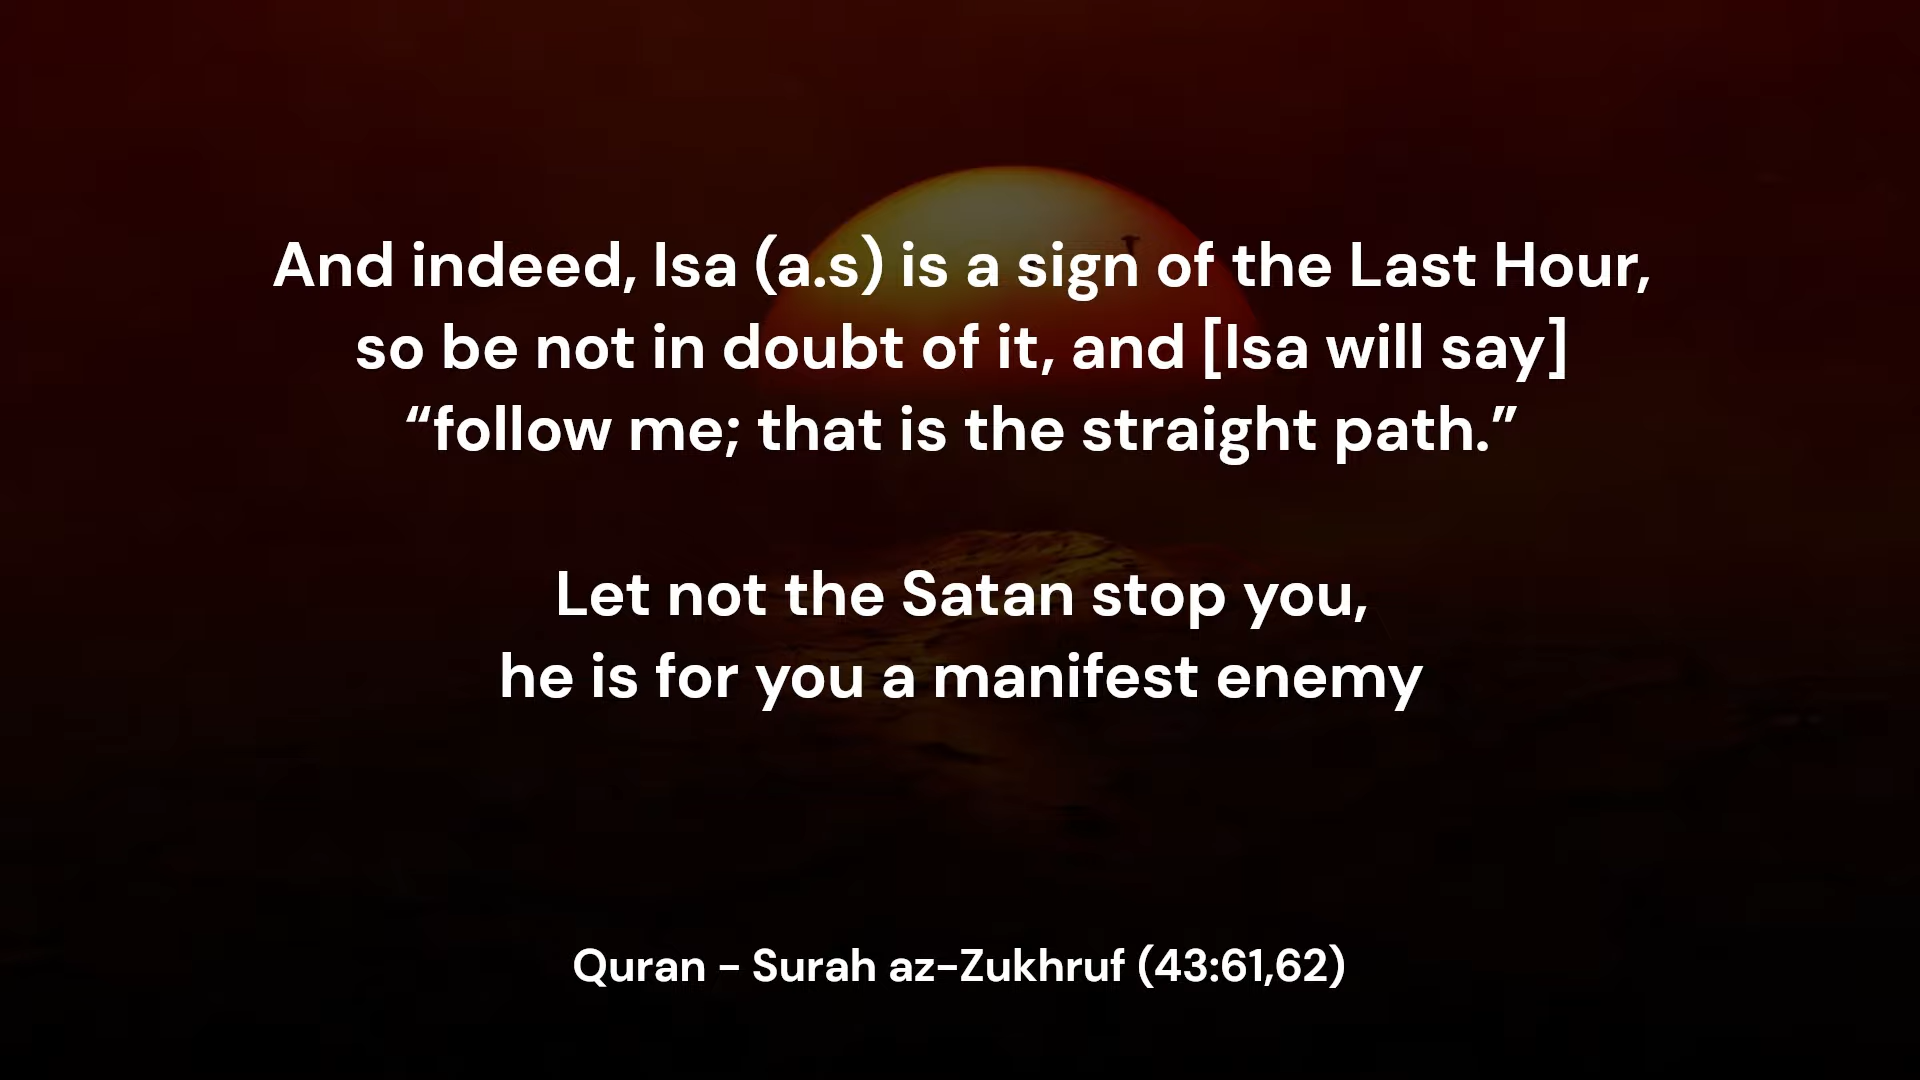 And indeed, Isa (a.s) is a sign of the Last Hour,
so be not in doubt of it, and [Isa will say]
“follow me; that is the straight path.”
Let not the Satan stop you,
he is for you a manifest enemy
Quran - Surah az-Zukhruf (43:61,62)